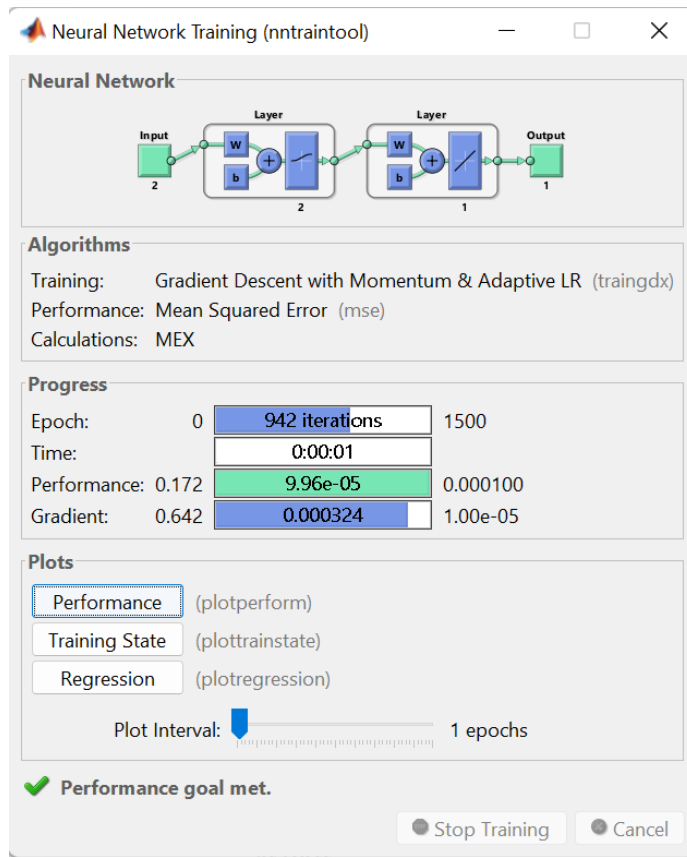 Neural Network Training (nntraintool)
Neural Network
Layer Layer
Input W W Output
b b
2 2 1 1
Algorithms
Training: Gradient Descent with Momentum & Adaptive LR (traingdx)
Performance: Mean Squared Error (mse)
Calculations: MEX
Progress
Epoch: 0 942 iterations 1500
Time: 0:00:01
Performance: 0.172 9.96e-05 0.000100
Gradient: 0.642 0.000324 1.00e-05
Plots
Performance (plotperform)
Training State (plottrainstate)
Regression (plotregression)
Plot Interval: 1 epochs
Performance goal met.
Stop Training Cancel